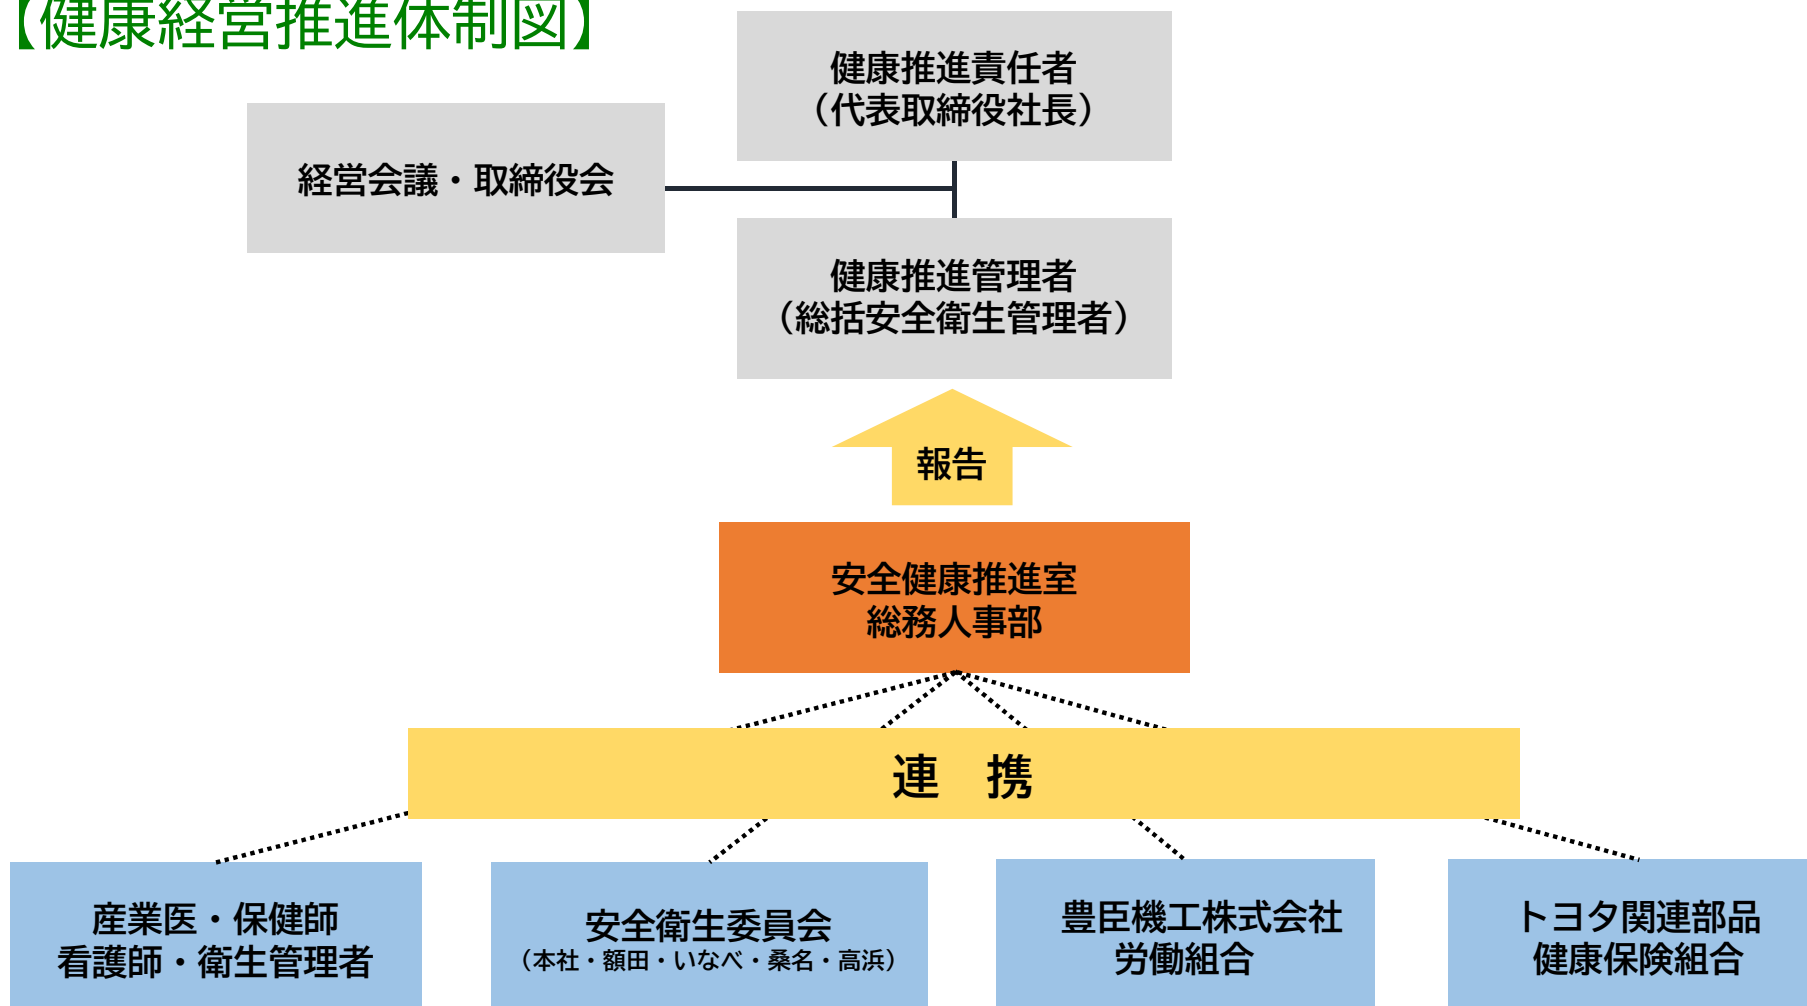 【健康経営推進体制図】
健康推進責任者
（代表取締役社長）
経営会議・取締役会
健康推進管理者
（総括安全衛生管理者）
報告
安全健康推進室
総務人事部
連　携
産業医・保健師
看護師・衛生管理者
安全衛生委員会
（本社・額田・いなべ・桑名・高浜）
豊臣機工株式会社
労働組合
トヨタ関連部品
健康保険組合